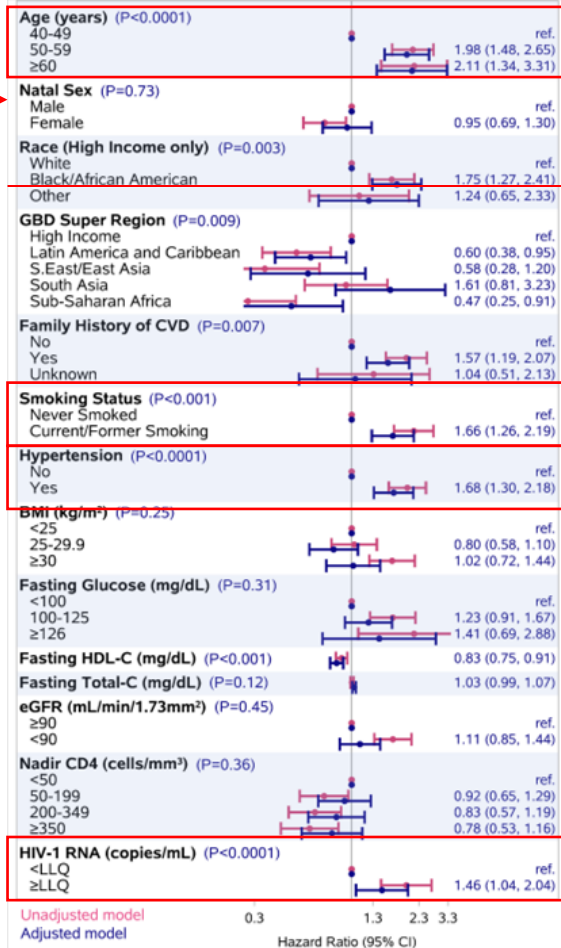 Age (years) (P<0.0001)
40-49 ref.
50-59 1.98 (1.48, 2.65)
≥60 2.11 (1.34, 3.31)
Natal Sex (P=0.73)
Male ref.
Female 0.95 (0.69, 1.30)
Race (High Income only) (P=0.003)
White ref.
Black/African American 1.75 (1.27, 2.41)
Other 1.24 (0.65, 2.33)
GBD Super Region (P=0.009)
High Income ref.
Latin America and Caribbean 0.60 (0.38, 0.95)
S.East/East Asia 0.58 (0.28, 1.20)
South Asia 1.61 (0.81, 3.23)
Sub-Saharan Africa 0.47 (0.25, 0.91)
Family History of CVD (P=0.007)
No ref.
Yes 1.57 (1.19, 2.07)
Unknown 1.04 (0.51, 2.13)
Smoking Status (P<0.001)
Never Smoked ref.
Current/Former Smoking 1.66 (1.26, 2.19)
Hypertension (P<0.0001)
No ref.
Yes 1.68 (1.30, 2.18)
BMI (kg/m²) (P=0.25)
<25 ref.
25-29.9 0.80 (0.58, 1.10)
≥30 1.02 (0.72, 1.44)
Fasting Glucose (mg/dL) (P=0.31)
<100 ref.
100-125 1.23 (0.91, 1.67)
≥126 1.41 (0.69, 2.88)
Fasting HDL-C (mg/dL) (P<0.001) 0.83 (0.75, 0.91)
Fasting Total-C (mg/dL) (P=0.12) 1.03 (0.99, 1.07)
eGFR (mL/min/1.73mm²) (P=0.45)
≥90 ref.
<90 1.11 (0.85, 1.44)
Nadir CD4 (cells/mm³) (P=0.36)
<50 ref.
50-199 0.92 (0.65, 1.29)
200-349 0.83 (0.57, 1.19)
≥350 0.78 (0.53, 1.16)
HIV-1 RNA (copies/mL) (P<0.0001)
<LLQ ref.
≥LLQ 1.46 (1.04, 2.04)
Unadjusted model 0.3 1.3 2.3 3.3
Adjusted model
Hazard Ratio (95% CI)